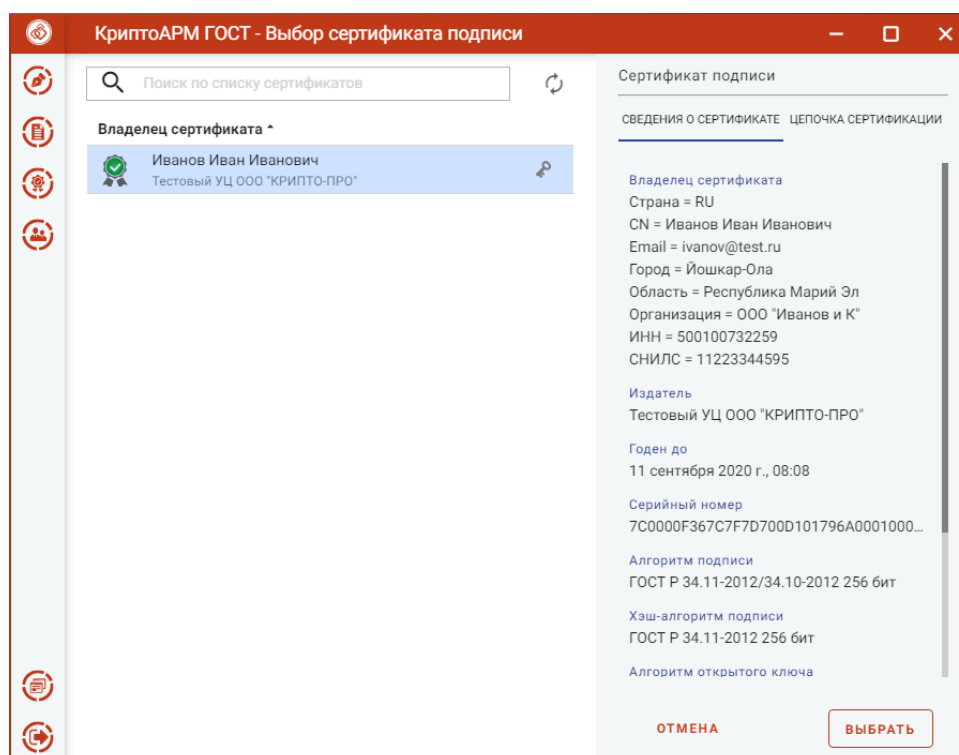 КриптоАРМ ГОСТ - Выбор сертификата подписи
Поиск по списку сертификатов
Владелец сертификата
Иванов Иван Иванович
Тестовый УЦ ООО "КРИПТО-ПРО"
Сертификат подписи
СВЕДЕНИЯ О СЕРТИФИКАТЕ ЦЕПОЧКА СЕРТИФИКАЦИИ
Владелец сертификата
Страна = RU
CN = Иванов Иван Иванович
Email = ivanov@test.ru
Город = Йошкар-Ола
Область = Республика Марий Эл
Организация = ООО "Иванов и К"
ИНН = 500100732259
СНИЛС = 11223344595
Издатель
Тестовый УЦ ООО "КРИПТО-ПРО"
Годен до
11 сентября 2020 г., 08:08
Серийный номер
7C0000F367C7F7D700D101796A0001000...
Алгоритм подписи
ГОСТ Р 34.11-2012/34.10-2012 256 бит
Хэш-алгоритм подписи
ГОСТ Р 34.11-2012 256 бит
Алгоритм открытого ключа
ОТМЕНА ВЫБРАТЬ